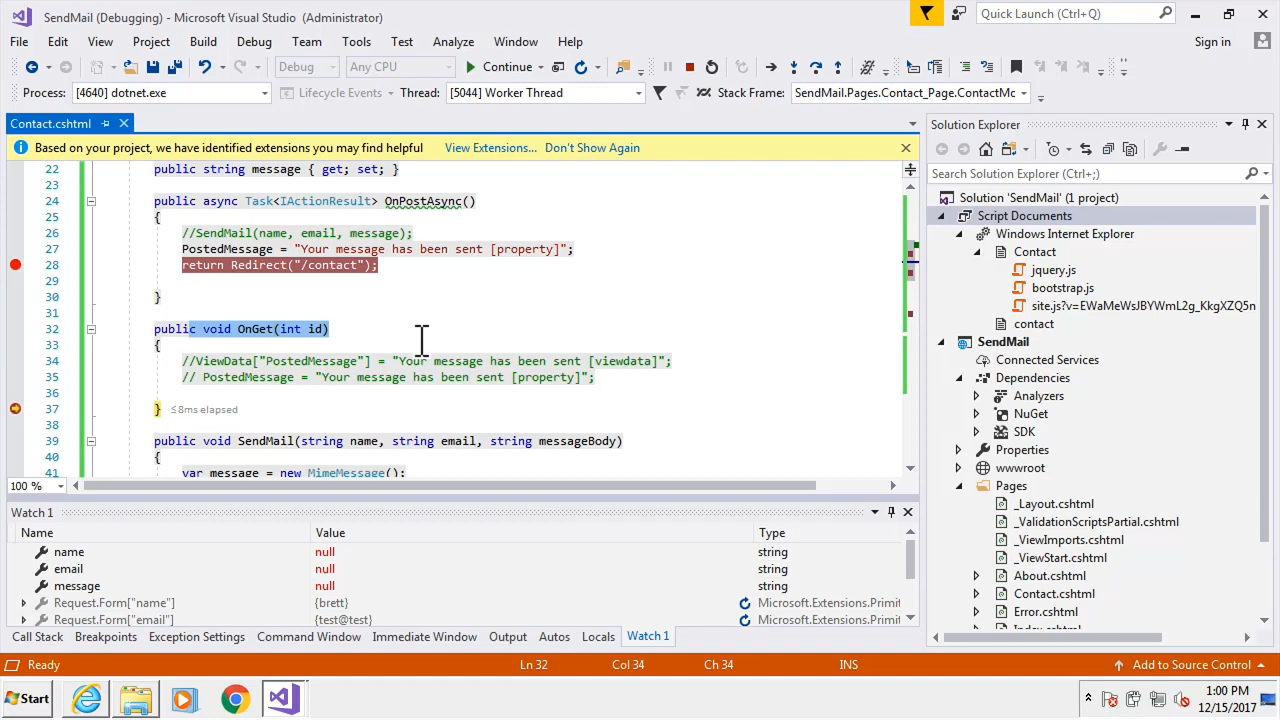 SendMail (Debugging) - Microsoft Visual Studio (Administrator)
Quick Launch (Ctrl+Q)
File Edit View Project Build Debug Team Tools Test Analyze Window Help
Sign in
Debug Any CPU Continue
Process: [4640] dotnet.exe Lifecycle Events Thread: [5044] Worker Thread Stack Frame: SendMail.Pages.Contact_Page.ContactMc
Contact.cshtml
Based on your project, we have identified extensions you may find helpful View Extensions... Don't Show Again
22 public string message { get; set; }
23
24 public async Task<IActionResult> OnPostAsync()
25 {
26 //SendMail(name, email, message);
27 PostedMessage = "Your message has been sent [property]";
28 return Redirect("/contact");
29
30 }
31
32 public void OnGet(int id)
33 {
34 //ViewData["PostedMessage"] = "Your message has been sent [viewdata]";
35 // PostedMessage = "Your message has been sent [property]";
36
37 } ≤8ms elapsed
38
39 public void SendMail(string name, string email, string messageBody)
40 {
41 var message = new MimeMessage();
100 %
Watch 1
Name Value Type
name null string
email null string
message null string
Request.Form["name"] {brett} Microsoft.Extensions.Primit
Request.Form["email"] {test@test} Microsoft.Extensions.Primit
Call Stack Breakpoints Exception Settings Command Window Immediate Window Output Autos Locals Watch 1
Solution Explorer
Search Solution Explorer (Ctrl+;)
Solution 'SendMail' (1 project)
Script Documents
Windows Internet Explorer
Contact
jquery.js
bootstrap.js
site.js?v=EWaMeWsJBYWmL2g_KkgXZQ5n
contact
SendMail
Connected Services
Dependencies
Analyzers
NuGet
SDK
Properties
wwwroot
Pages
_Layout.cshtml
_ValidationScriptsPartial.cshtml
_ViewImports.cshtml
_ViewStart.cshtml
About.cshtml
Contact.cshtml
Error.cshtml
Index.cshtml
Ready Ln 32 Col 34 Ch 34 INS Add to Source Control
Start
1:00 PM
12/15/2017